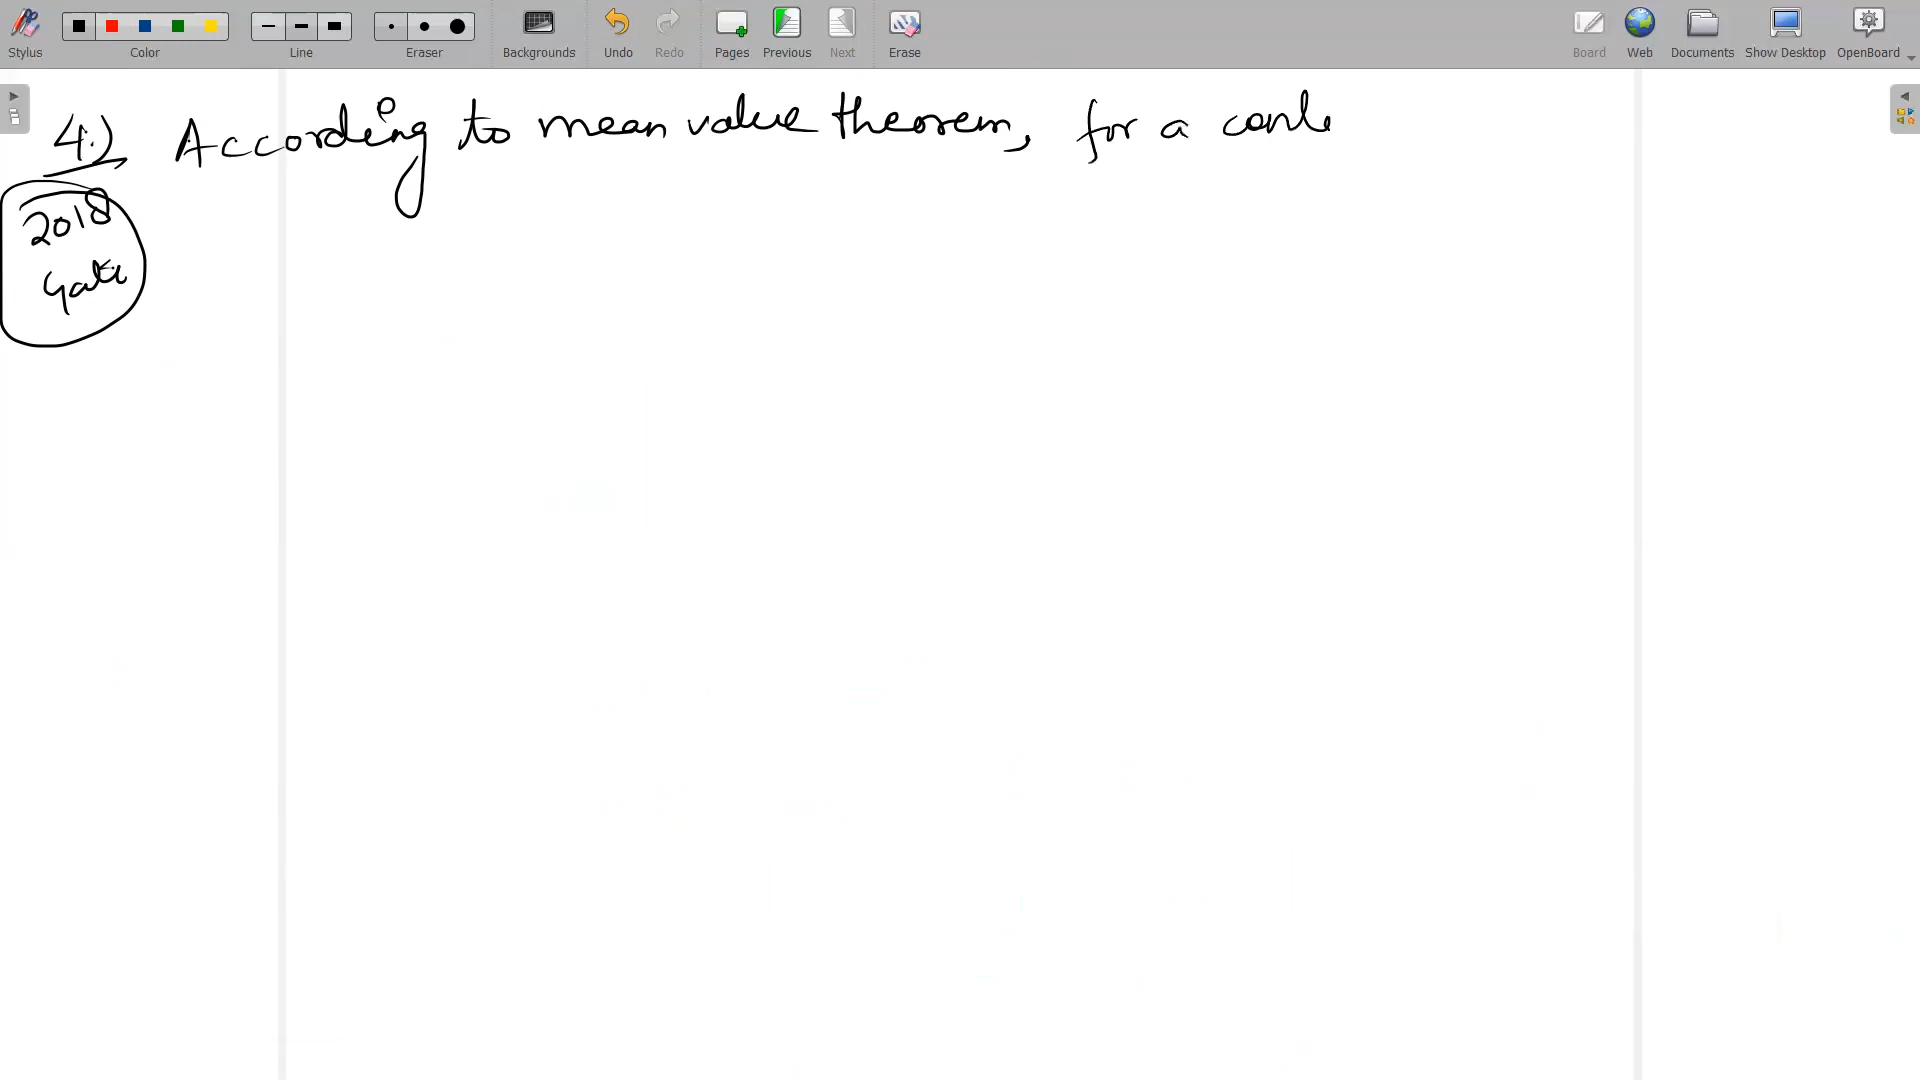 Stylus Color Line Eraser Backgrounds Undo Redo Pages Previous Next Erase Board Web Documents Show Desktop OpenBoard
4.) According to mean value theorem, for a
2018
Gate